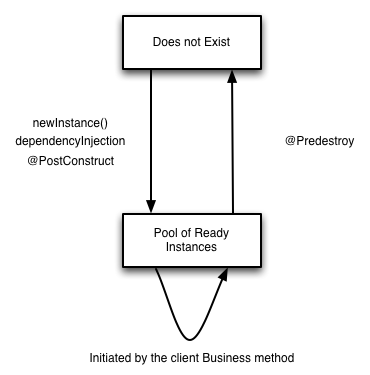 Does not Exist
newInstance()
dependencyInjection
@PostConstruct
@Predestroy
Pool of Ready
Instances
Initiated by the client Business method